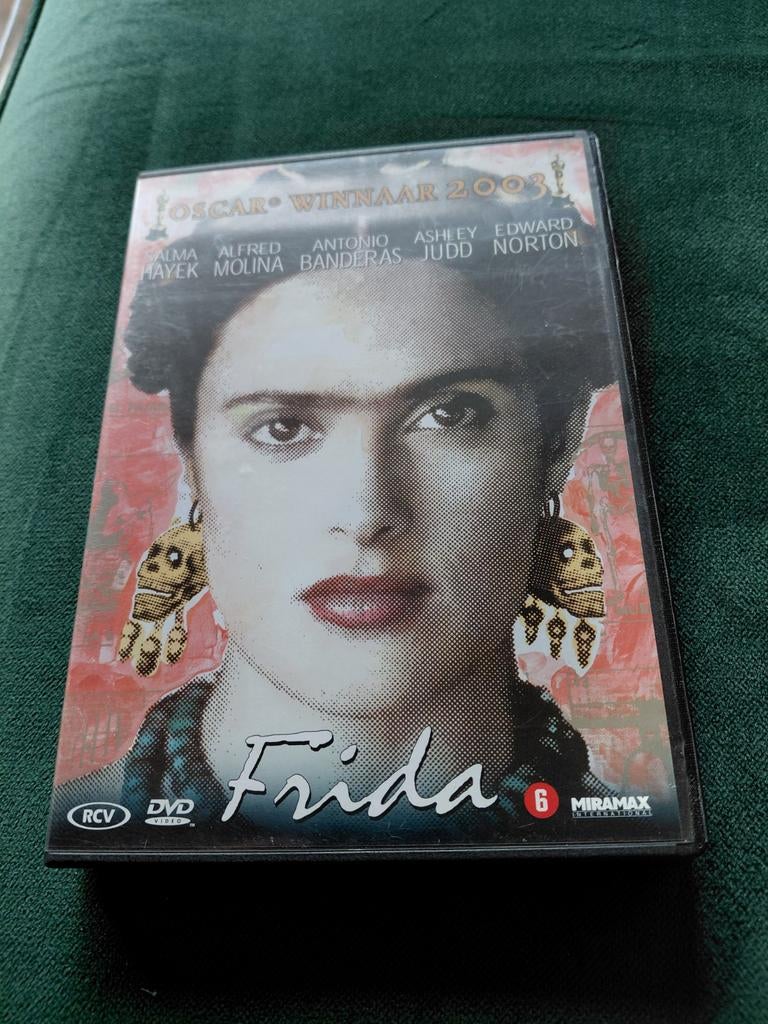 OSCAR® WINNAAR 2003
SALMA HAYEK
ALFRED MOLINA
ANTONIO BANDERAS
ASHLEY JUDD
EDWARD NORTON
Frida
RCV
DVD
VIDEO
TM
6
MIRAMAX
INTERNATIONAL